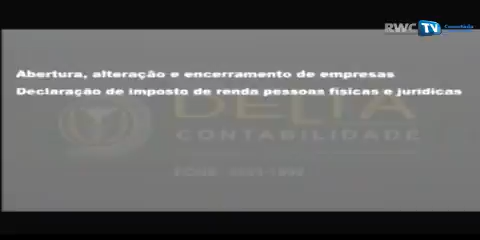 RWC TV
Abertura, alteração e encerramento de empresas
Declaração de imposto de renda pessoas físicas e jurídicas
DELTA
CONTABILIDADE